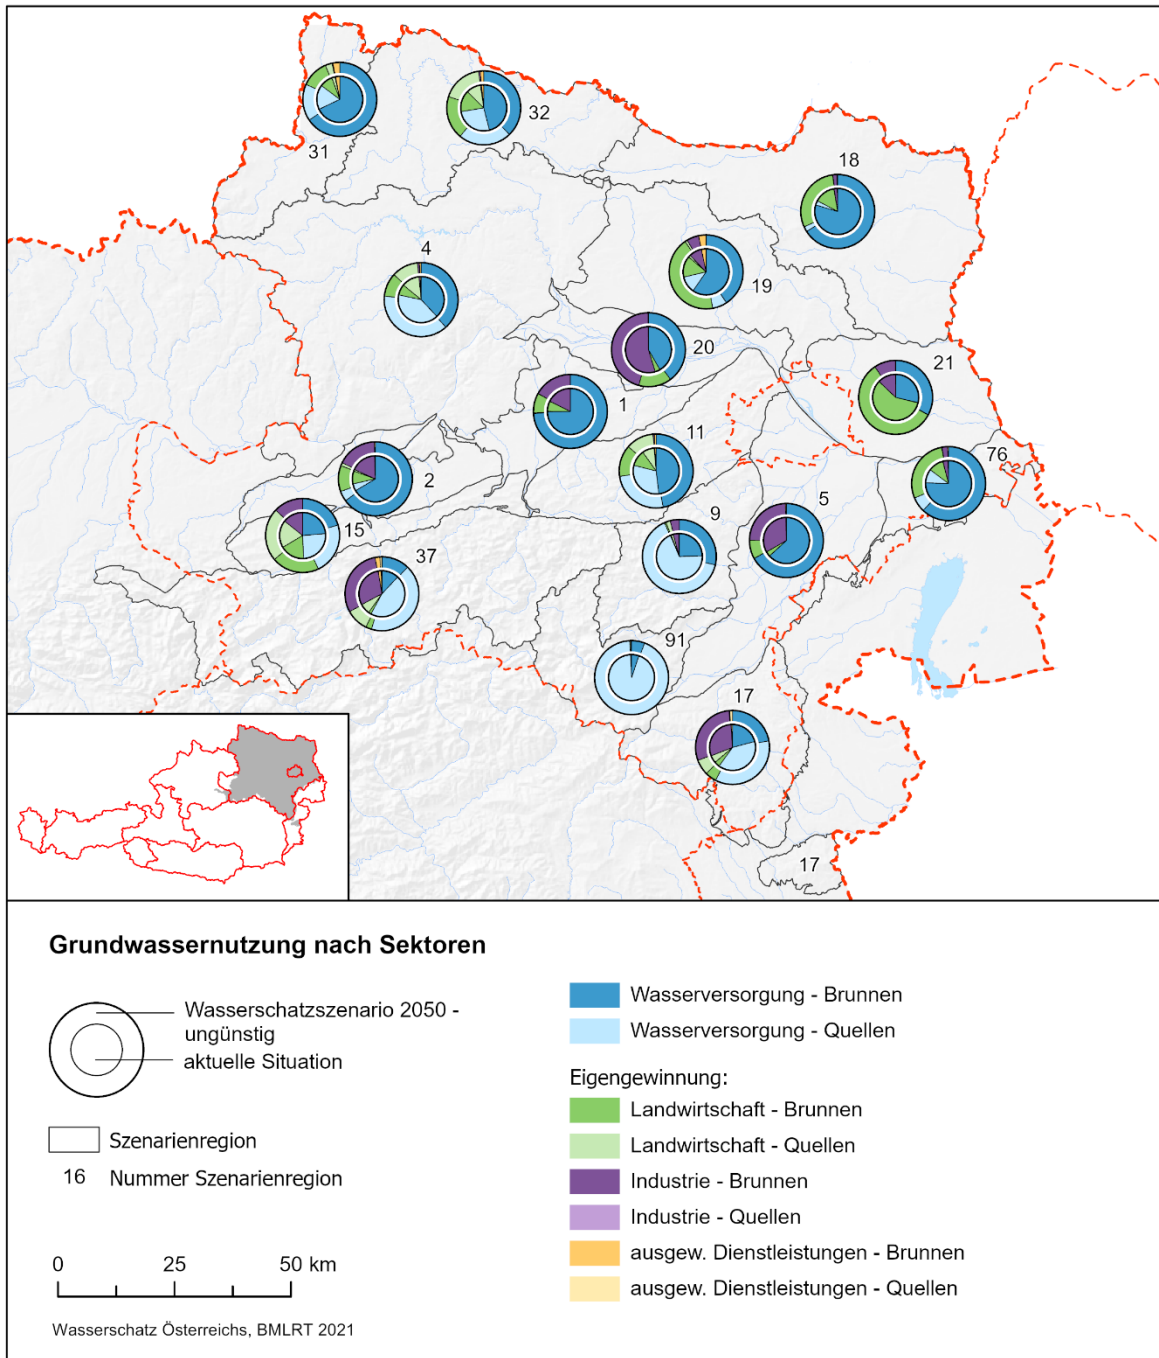 31
32
18
4
19
20
21
1
11
76
2
9
5
15
37
91
17
17
Grundwassernutzung nach Sektoren
Wasserschatzszenario 2050 -
ungünstig
aktuelle Situation
Szenarienregion
16 Nummer Szenarienregion
0 25 50 km
Wasserschatz Österreichs, BMLRT 2021
Wasserversorgung - Brunnen
Wasserversorgung - Quellen
Eigengewinnung:
Landwirtschaft - Brunnen
Landwirtschaft - Quellen
Industrie - Brunnen
Industrie - Quellen
ausgew. Dienstleistungen - Brunnen
ausgew. Dienstleistungen - Quellen